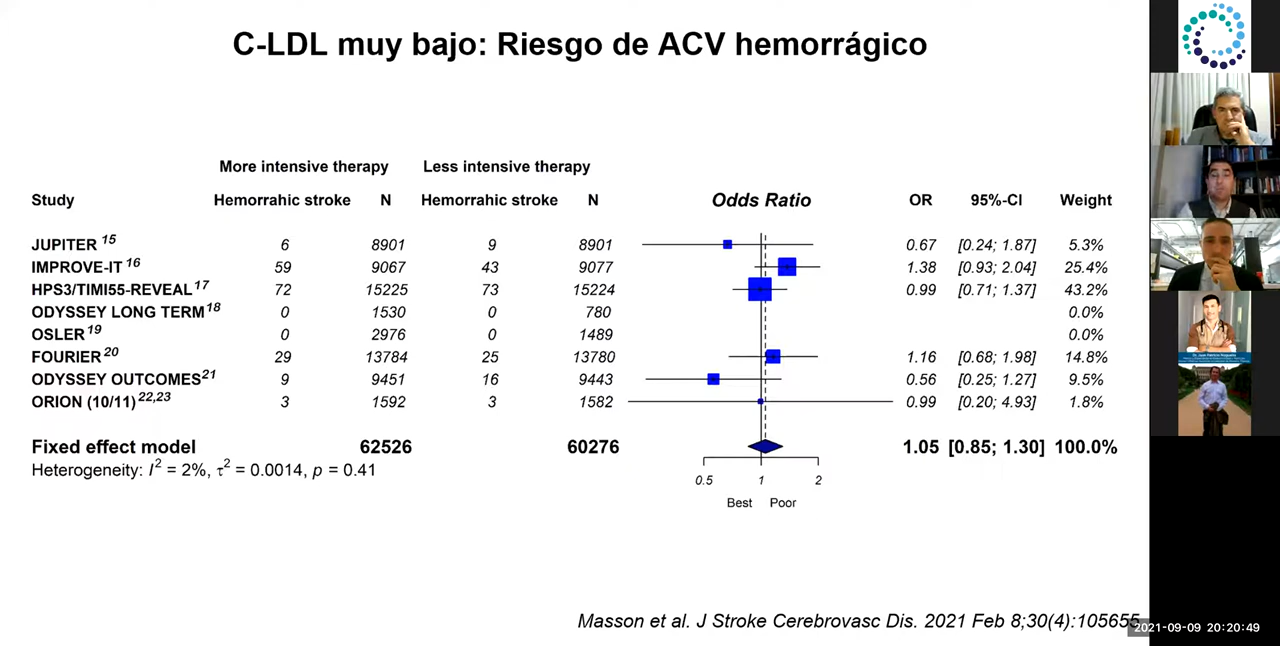 C-LDL muy bajo: Riesgo de ACV hemorrágico
More intensive therapy Less intensive therapy
Study Hemorrahic stroke N Hemorrahic stroke N Odds Ratio OR 95%-CI Weight
JUPITER 15 6 8901 9 8901 0.67 [0.24; 1.87] 5.3%
IMPROVE-IT 16 59 9067 43 9077 1.38 [0.93; 2.04] 25.4%
HPS3/TIMI55-REVEAL 17 72 15225 73 15224 0.99 [0.71; 1.37] 43.2%
ODYSSEY LONG TERM 18 0 1530 0 780 0.0%
OSLER 19 0 2976 0 1489 0.0%
FOURIER 20 29 13784 25 13780 1.16 [0.68; 1.98] 14.8%
ODYSSEY OUTCOMES 21 9 9451 16 9443 0.56 [0.25; 1.27] 9.5%
ORION (10/11) 22,23 3 1592 3 1582 0.99 [0.20; 4.93] 1.8%
Fixed effect model 62526 60276 1.05 [0.85; 1.30] 100.0%
Heterogeneity: I² = 2%, τ² = 0.0014, p = 0.41
0.5 1 2
Best Poor
Masson et al. J Stroke Cerebrovasc Dis. 2021 Feb 8;30(4):105655
2021-09-09 20:20:49